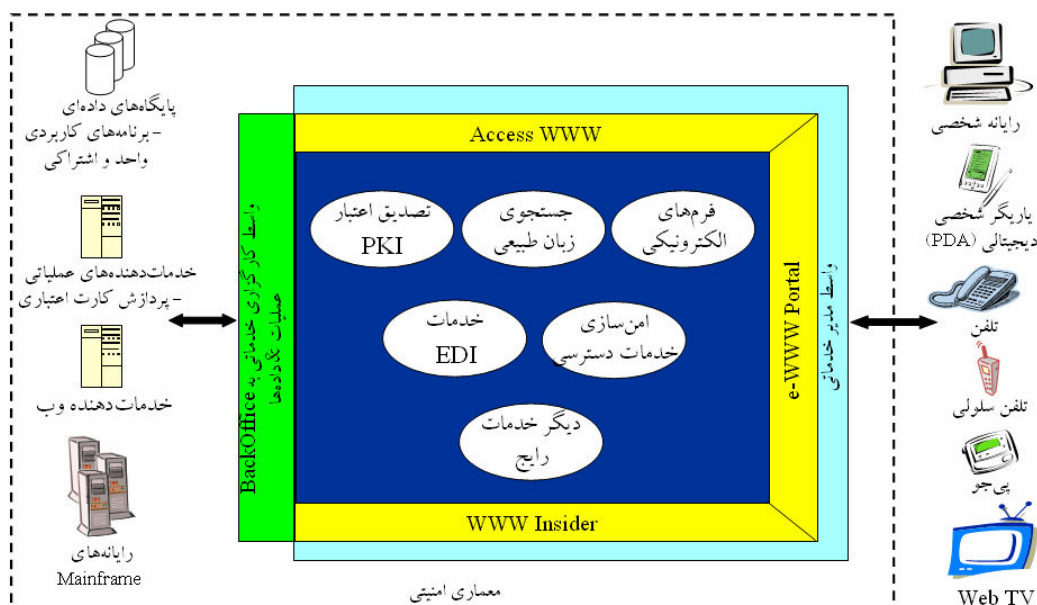 پایگاه‌های داده‌ای
– برنامه‌های کاربردی
واحد و اشتراکی
خدمات‌دهنده‌های عملیاتی
– پردازش کارت اعتباری
خدمات‌دهنده وب
رایانه‌های
Mainframe
واسط کارگزاری خدماتی به BackOffice
عملیات تکداده‌ها
Access WWW
تصدیق اعتبار
PKI
جستجوی
زبان طبیعی
فرم‌های
الکترونیکی
خدمات
EDI
امن‌سازی
خدمات دسترسی
دیگر خدمات
رایج
WWW Insider
e-WWW Portal
واسط مدیر خدماتی
معماری امنیتی
رایانه شخصی
یاریگر شخصی
دیجیتالی (PDA)
تلفن
تلفن سلولی
پی‌جو
Web TV